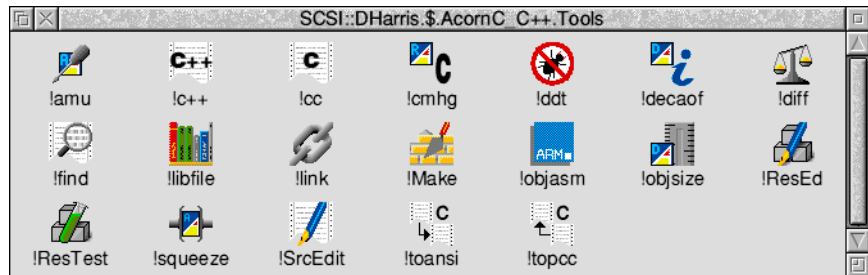 SCSI::DHarris.$.AcornC_C++.Tools
C++ C C
!amu !c++ !cc !cmhg !ddt !decaof !diff
ARM
!find !libfile !link !Make !objasm !objsize !ResEd
C C
!ResTest !squeeze !SrcEdit !toansi !topcc